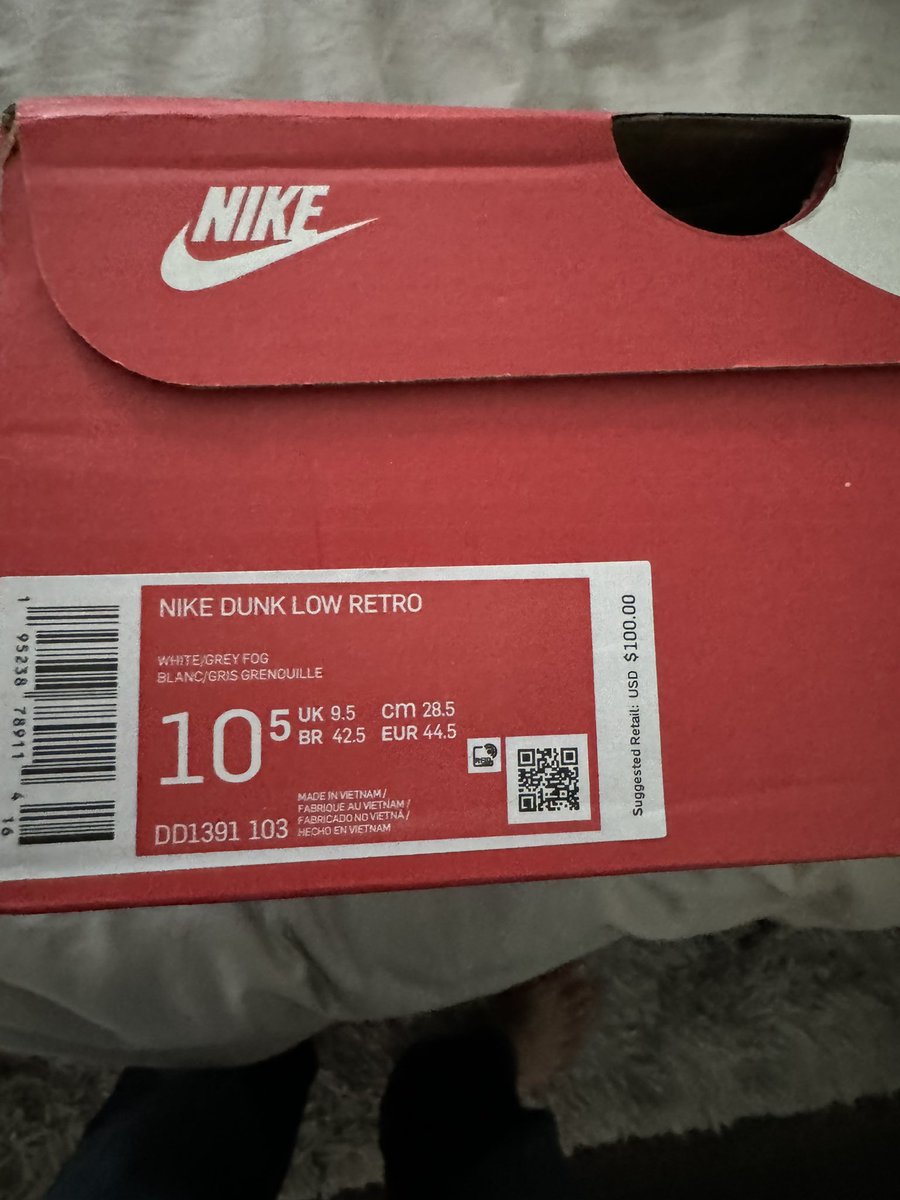 NIKE
NIKE DUNK LOW RETRO
WHITE/GREY FOG
BLANC/GRIS GRENOUILLE
10 5
UK 9.5 cm 28.5
BR 42.5 EUR 44.5
MADE IN VIETNAM /
FABRIQUE AU VIETNAM /
FABRICADO NO VIETNÃ /
HECHO EN VIETNAM
DD1391 103
Suggested Retail: USD $100.00
1 95238 78911 4 16